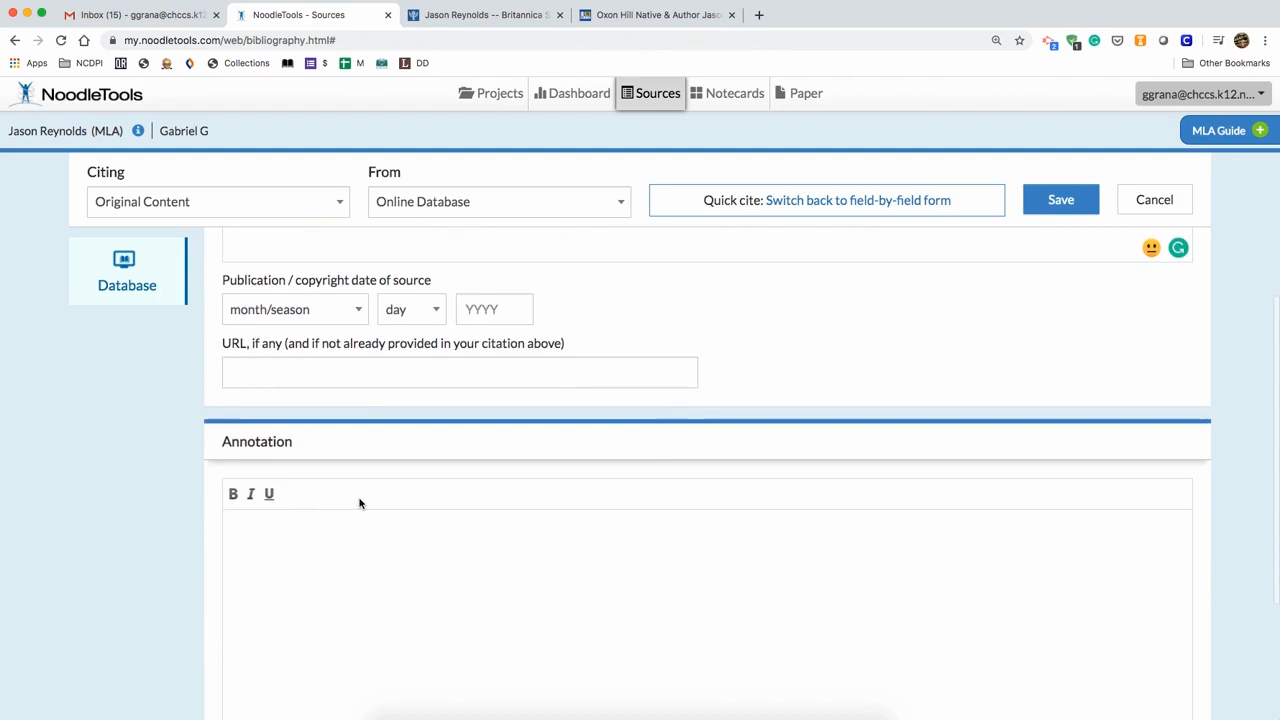 Inbox (15) - ggrana@chccs.k12
NoodleTools - Sources
Jason Reynolds -- Britannica S
Oxon Hill Native & Author Jaso
my.noodletools.com/web/bibliography.html#
2
1
Apps
NCDPI
Collections
$
M
DD
Other Bookmarks
NoodleTools
Projects
Dashboard
Sources
Notecards
Paper
ggrana@chccs.k12.n...
Jason Reynolds (MLA)
Gabriel G
MLA Guide
Citing
From
Original Content
Online Database
Quick cite: Switch back to field-by-field form
Save
Cancel
Database
Publication / copyright date of source
month/season
day
YYYY
URL, if any (and if not already provided in your citation above)
Annotation
B I U